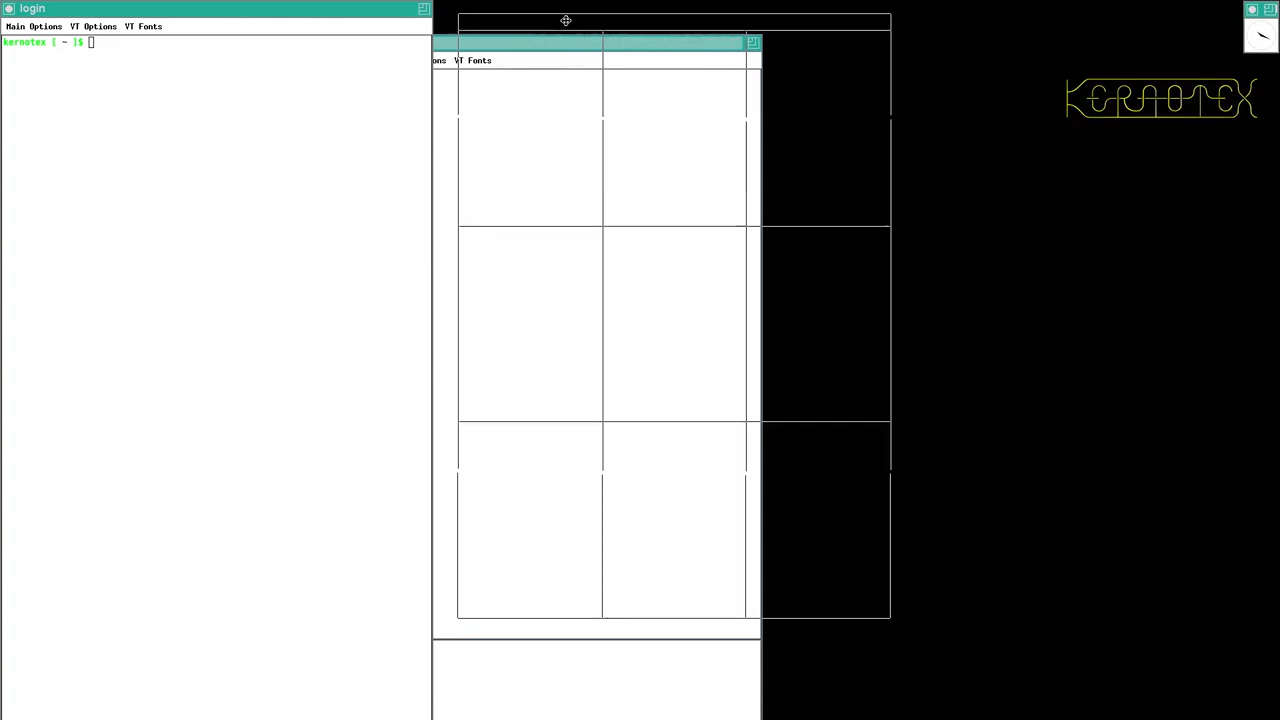 login
Main Options VT Options VT Fonts
kernotex [ ~ ]$
ons VT Fonts
KERNOTEX